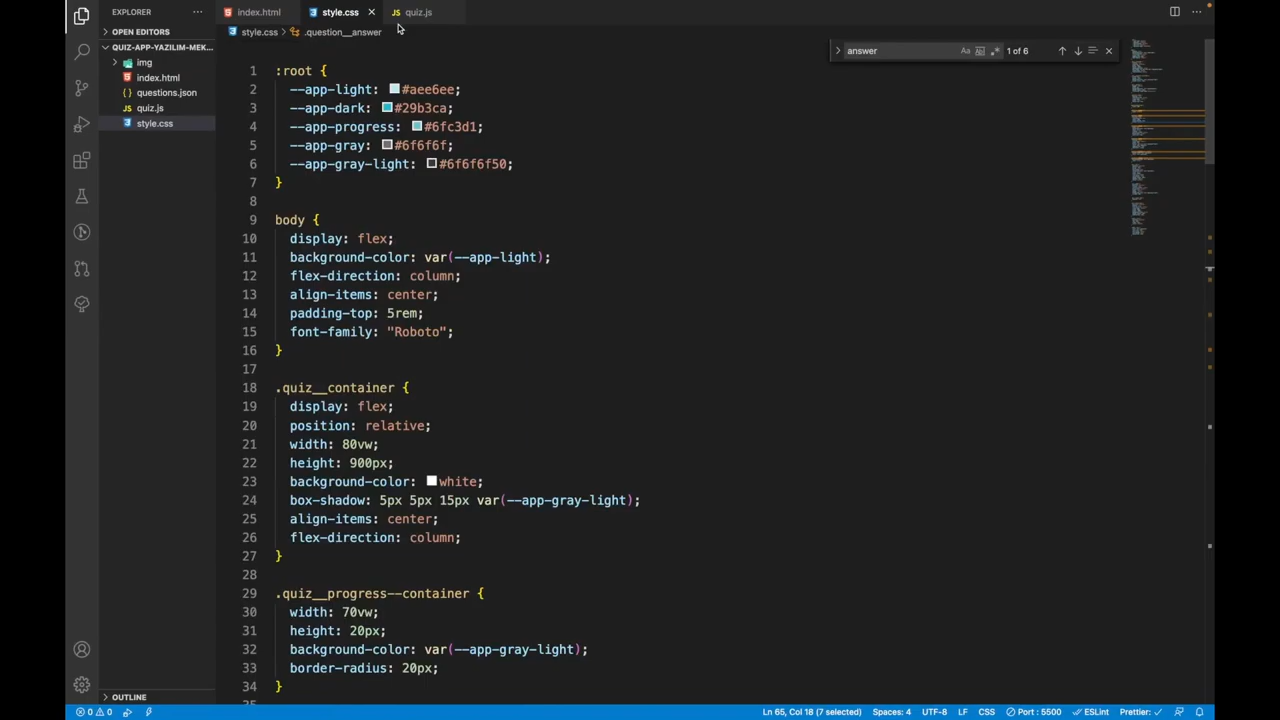 EXPLORER
index.html
style.css
quiz.js
OPEN EDITORS
style.css
.question__answer
QUIZ-APP-YAZILIM-MEK...
img
index.html
questions.json
JS quiz.js
style.css
answer
Aa
1 of 6
1 :root {
2 --app-light: #aee6ee;
3 --app-dark: #29b3ca;
4 --app-progress: #6fc3d1;
5 --app-gray: #6f6f6f;
6 --app-gray-light: #6f6f6f50;
7 }
8
9 body {
10 display: flex;
11 background-color: var(--app-light);
12 flex-direction: column;
13 align-items: center;
14 padding-top: 5rem;
15 font-family: "Roboto";
16 }
17
18 .quiz__container {
19 display: flex;
20 position: relative;
21 width: 80vw;
22 height: 900px;
23 background-color: white;
24 box-shadow: 5px 5px 15px var(--app-gray-light);
25 align-items: center;
26 flex-direction: column;
27 }
28
29 .quiz__progress--container {
30 width: 70vw;
31 height: 20px;
32 background-color: var(--app-gray-light);
33 border-radius: 20px;
34 }
OUTLINE
0 0
Ln 65, Col 18 (7 selected)
Spaces: 4
UTF-8
LF
CSS
Port : 5500
ESLint
Prettier: ✓